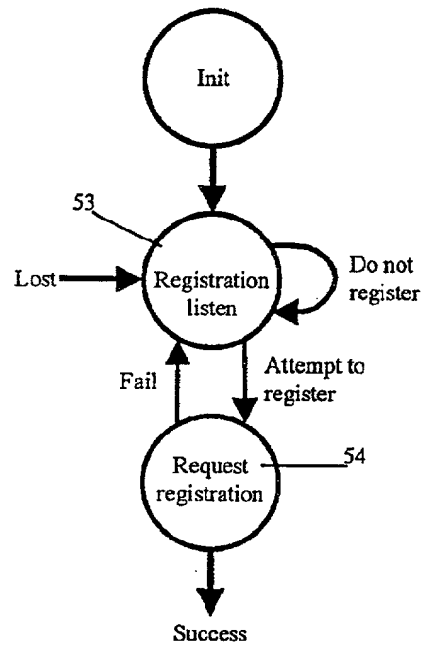 Init
53
Lost
Registration
listen
Do not
register
Fail
Attempt to
register
Request
registration
54
Success